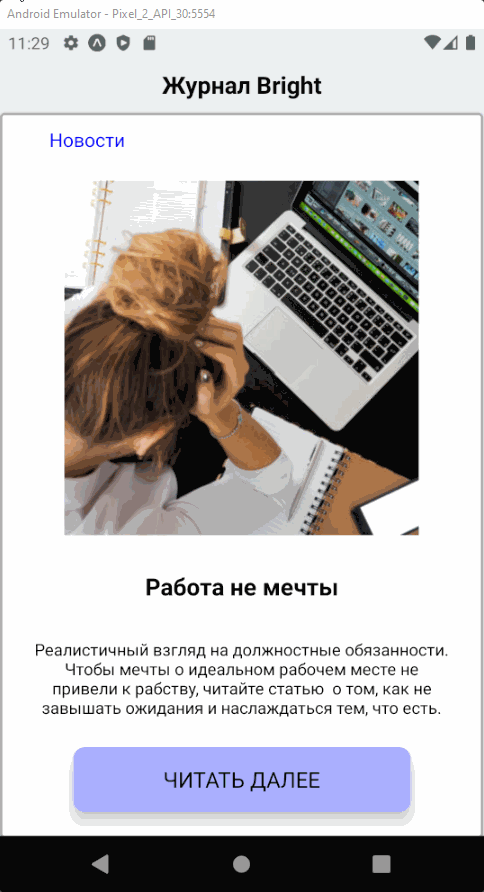 Android Emulator - Pixel_2_API_30:5554
11:29
Журнал Bright
Новости
Работа не мечты
Реалистичный взгляд на должностные обязанности.
Чтобы мечты о идеальном рабочем месте не
привели к рабству, читайте статью  о том, как не
завышать ожидания и наслаждаться тем, что есть.
ЧИТАТЬ ДАЛЕЕ